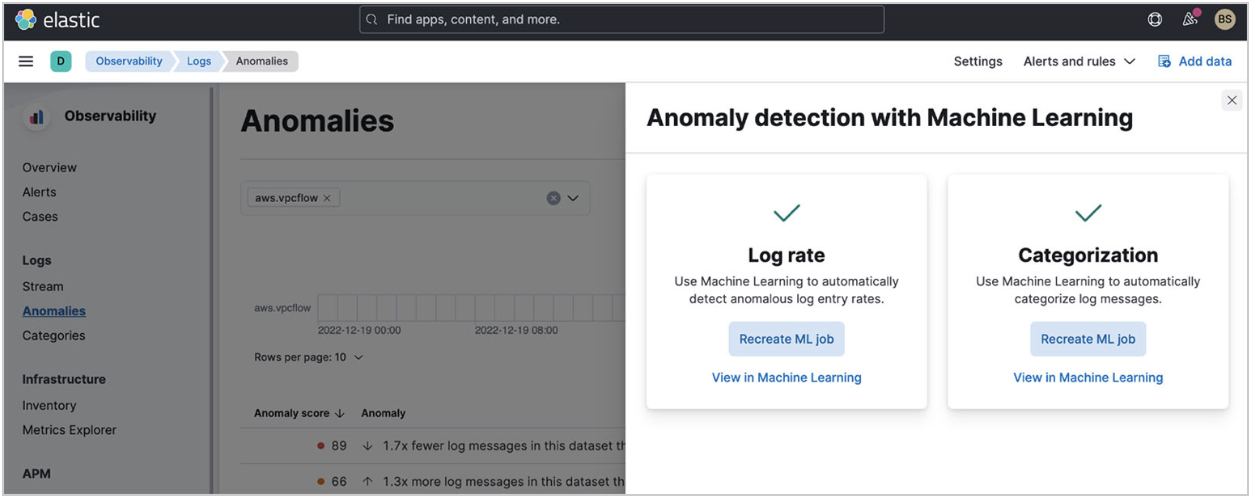 elastic
Find apps, content, and more.
BS
D
Observability
Logs
Anomalies
Settings
Alerts and rules
Add data
Observability
Overview
Alerts
Cases
Logs
Stream
Anomalies
Categories
Infrastructure
Inventory
Metrics Explorer
APM
Anomalies
aws.vpcflow
aws.vpcflow
2022-12-19 00:00
2022-12-19 08:00
Rows per page: 10
Anomaly score
Anomaly
89 1.7x fewer log messages in this dataset
66 1.3x more log messages in this dataset
Anomaly detection with Machine Learning
Log rate
Use Machine Learning to automatically
detect anomalous log entry rates.
Recreate ML job
View in Machine Learning
Categorization
Use Machine Learning to automatically
categorize log messages.
Recreate ML job
View in Machine Learning